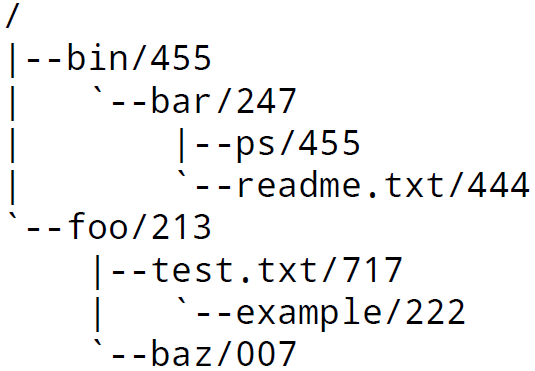 /
|--bin/455
|   `--bar/247
|       |--ps/455
|       `--readme.txt/444
`--foo/213
    |--test.txt/717
    |   `--example/222
    `--baz/007